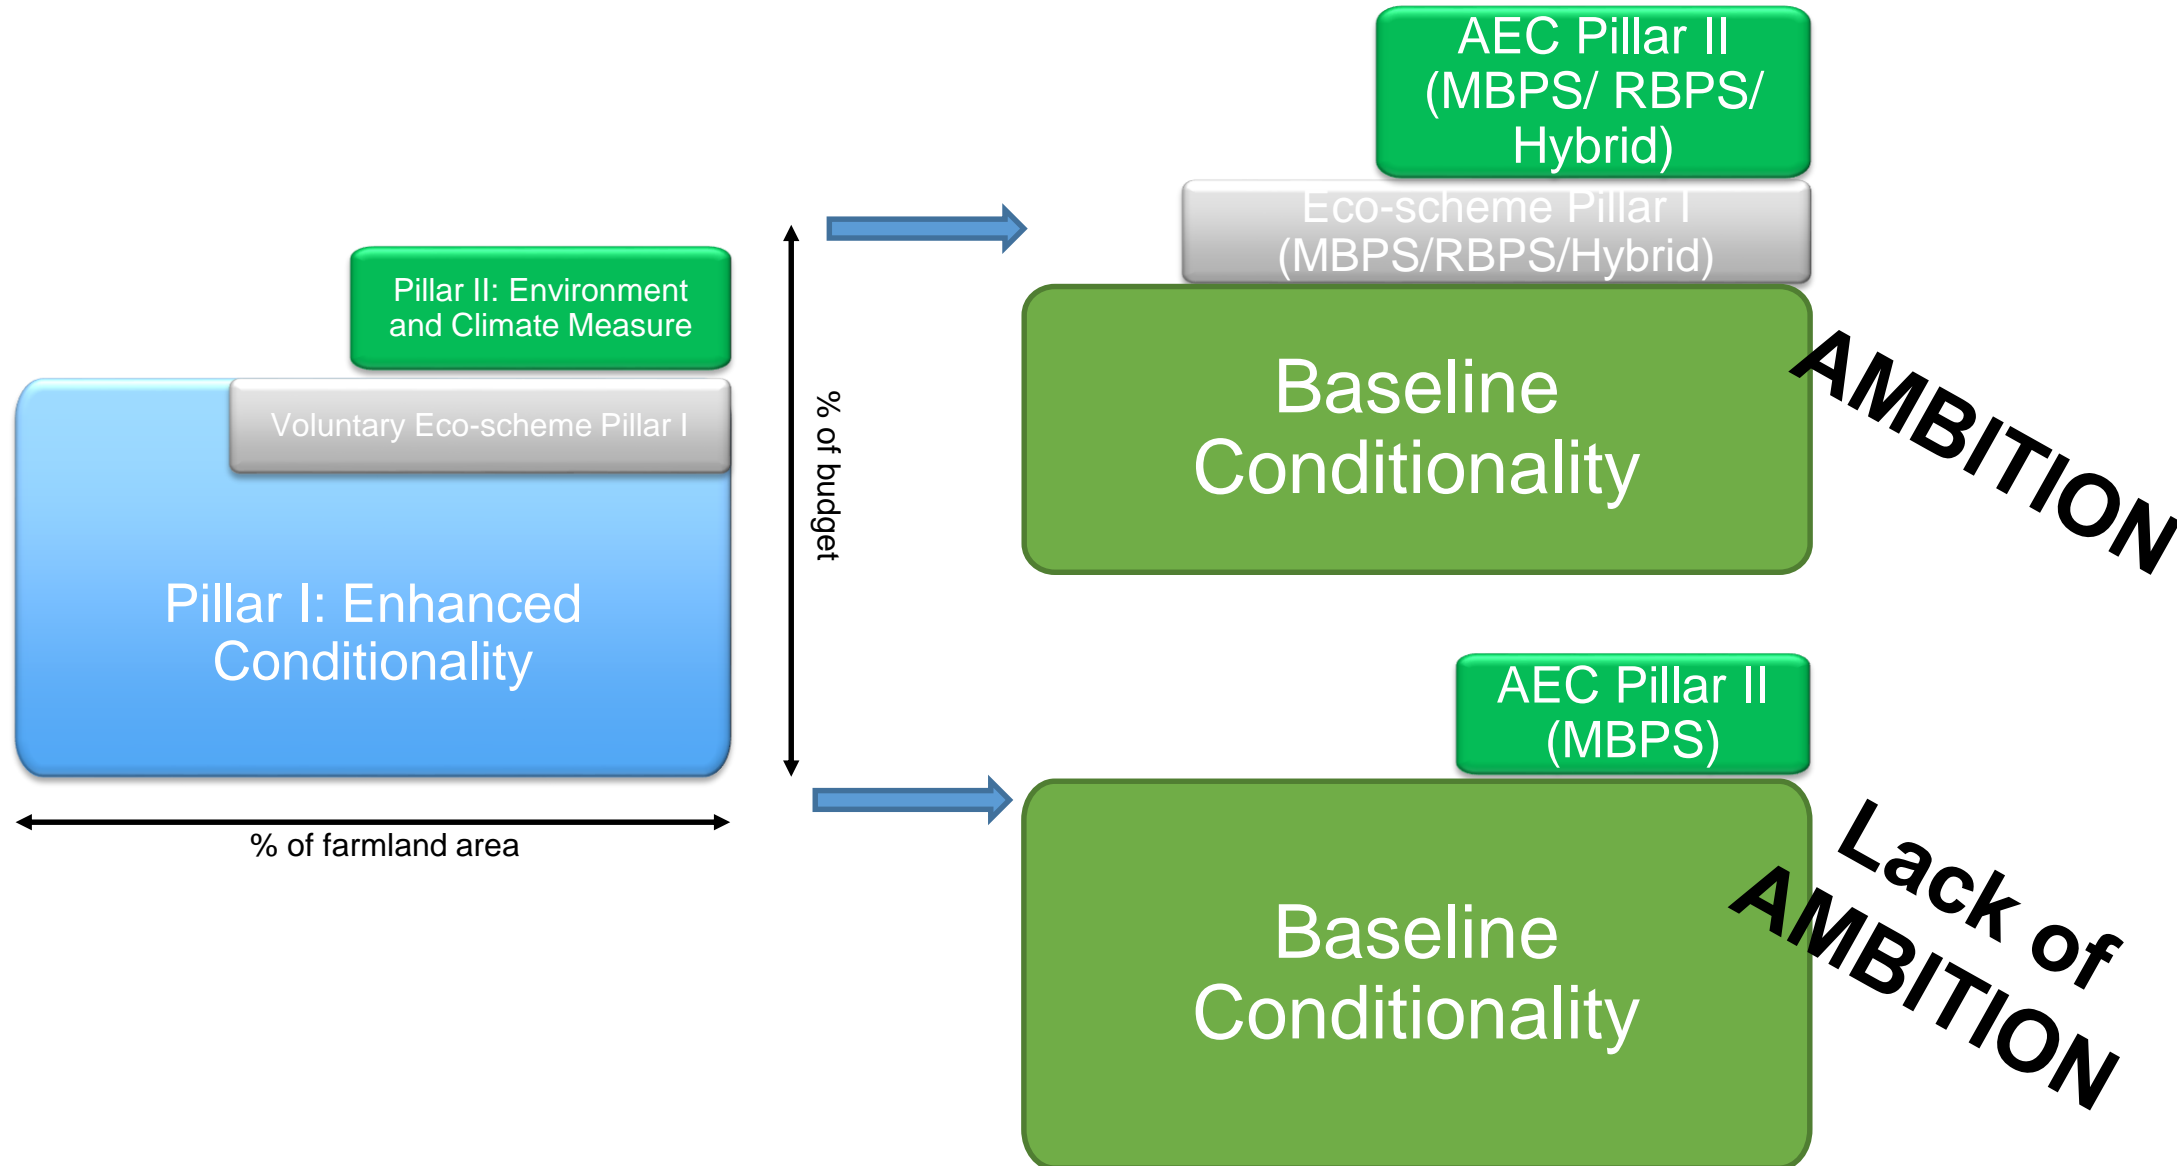 Pillar II: Environment
and Climate Measure
Voluntary Eco-scheme Pillar I
Pillar I: Enhanced
Conditionality
% of farmland area
% of budget
AEC Pillar II
(MBPS/ RBPS/
Hybrid)
Eco-scheme Pillar I
(MBPS/RBPS/Hybrid)
Baseline
Conditionality
AMBITION
AEC Pillar II
(MBPS)
Baseline
Conditionality
Lack of
AMBITION